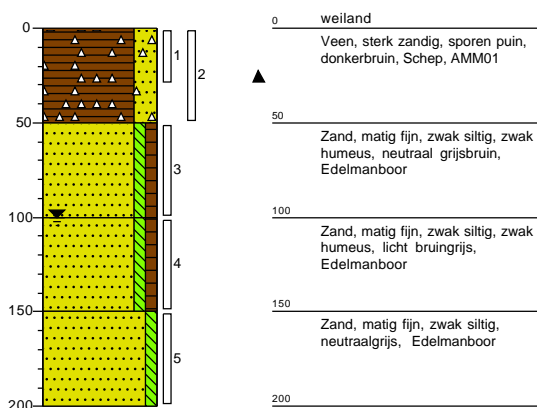 0
50
100
150
200
1
2
3
4
5
0
weiland
Veen, sterk zandig, sporen puin,
donkerbruin, Schep, AMM01
50
Zand, matig fijn, zwak siltig, zwak
humeus, neutraal grijsbruin,
Edelmanboor
100
Zand, matig fijn, zwak siltig, zwak
humeus, licht bruingrijs,
Edelmanboor
150
Zand, matig fijn, zwak siltig,
neutraalgrijs, Edelmanboor
200